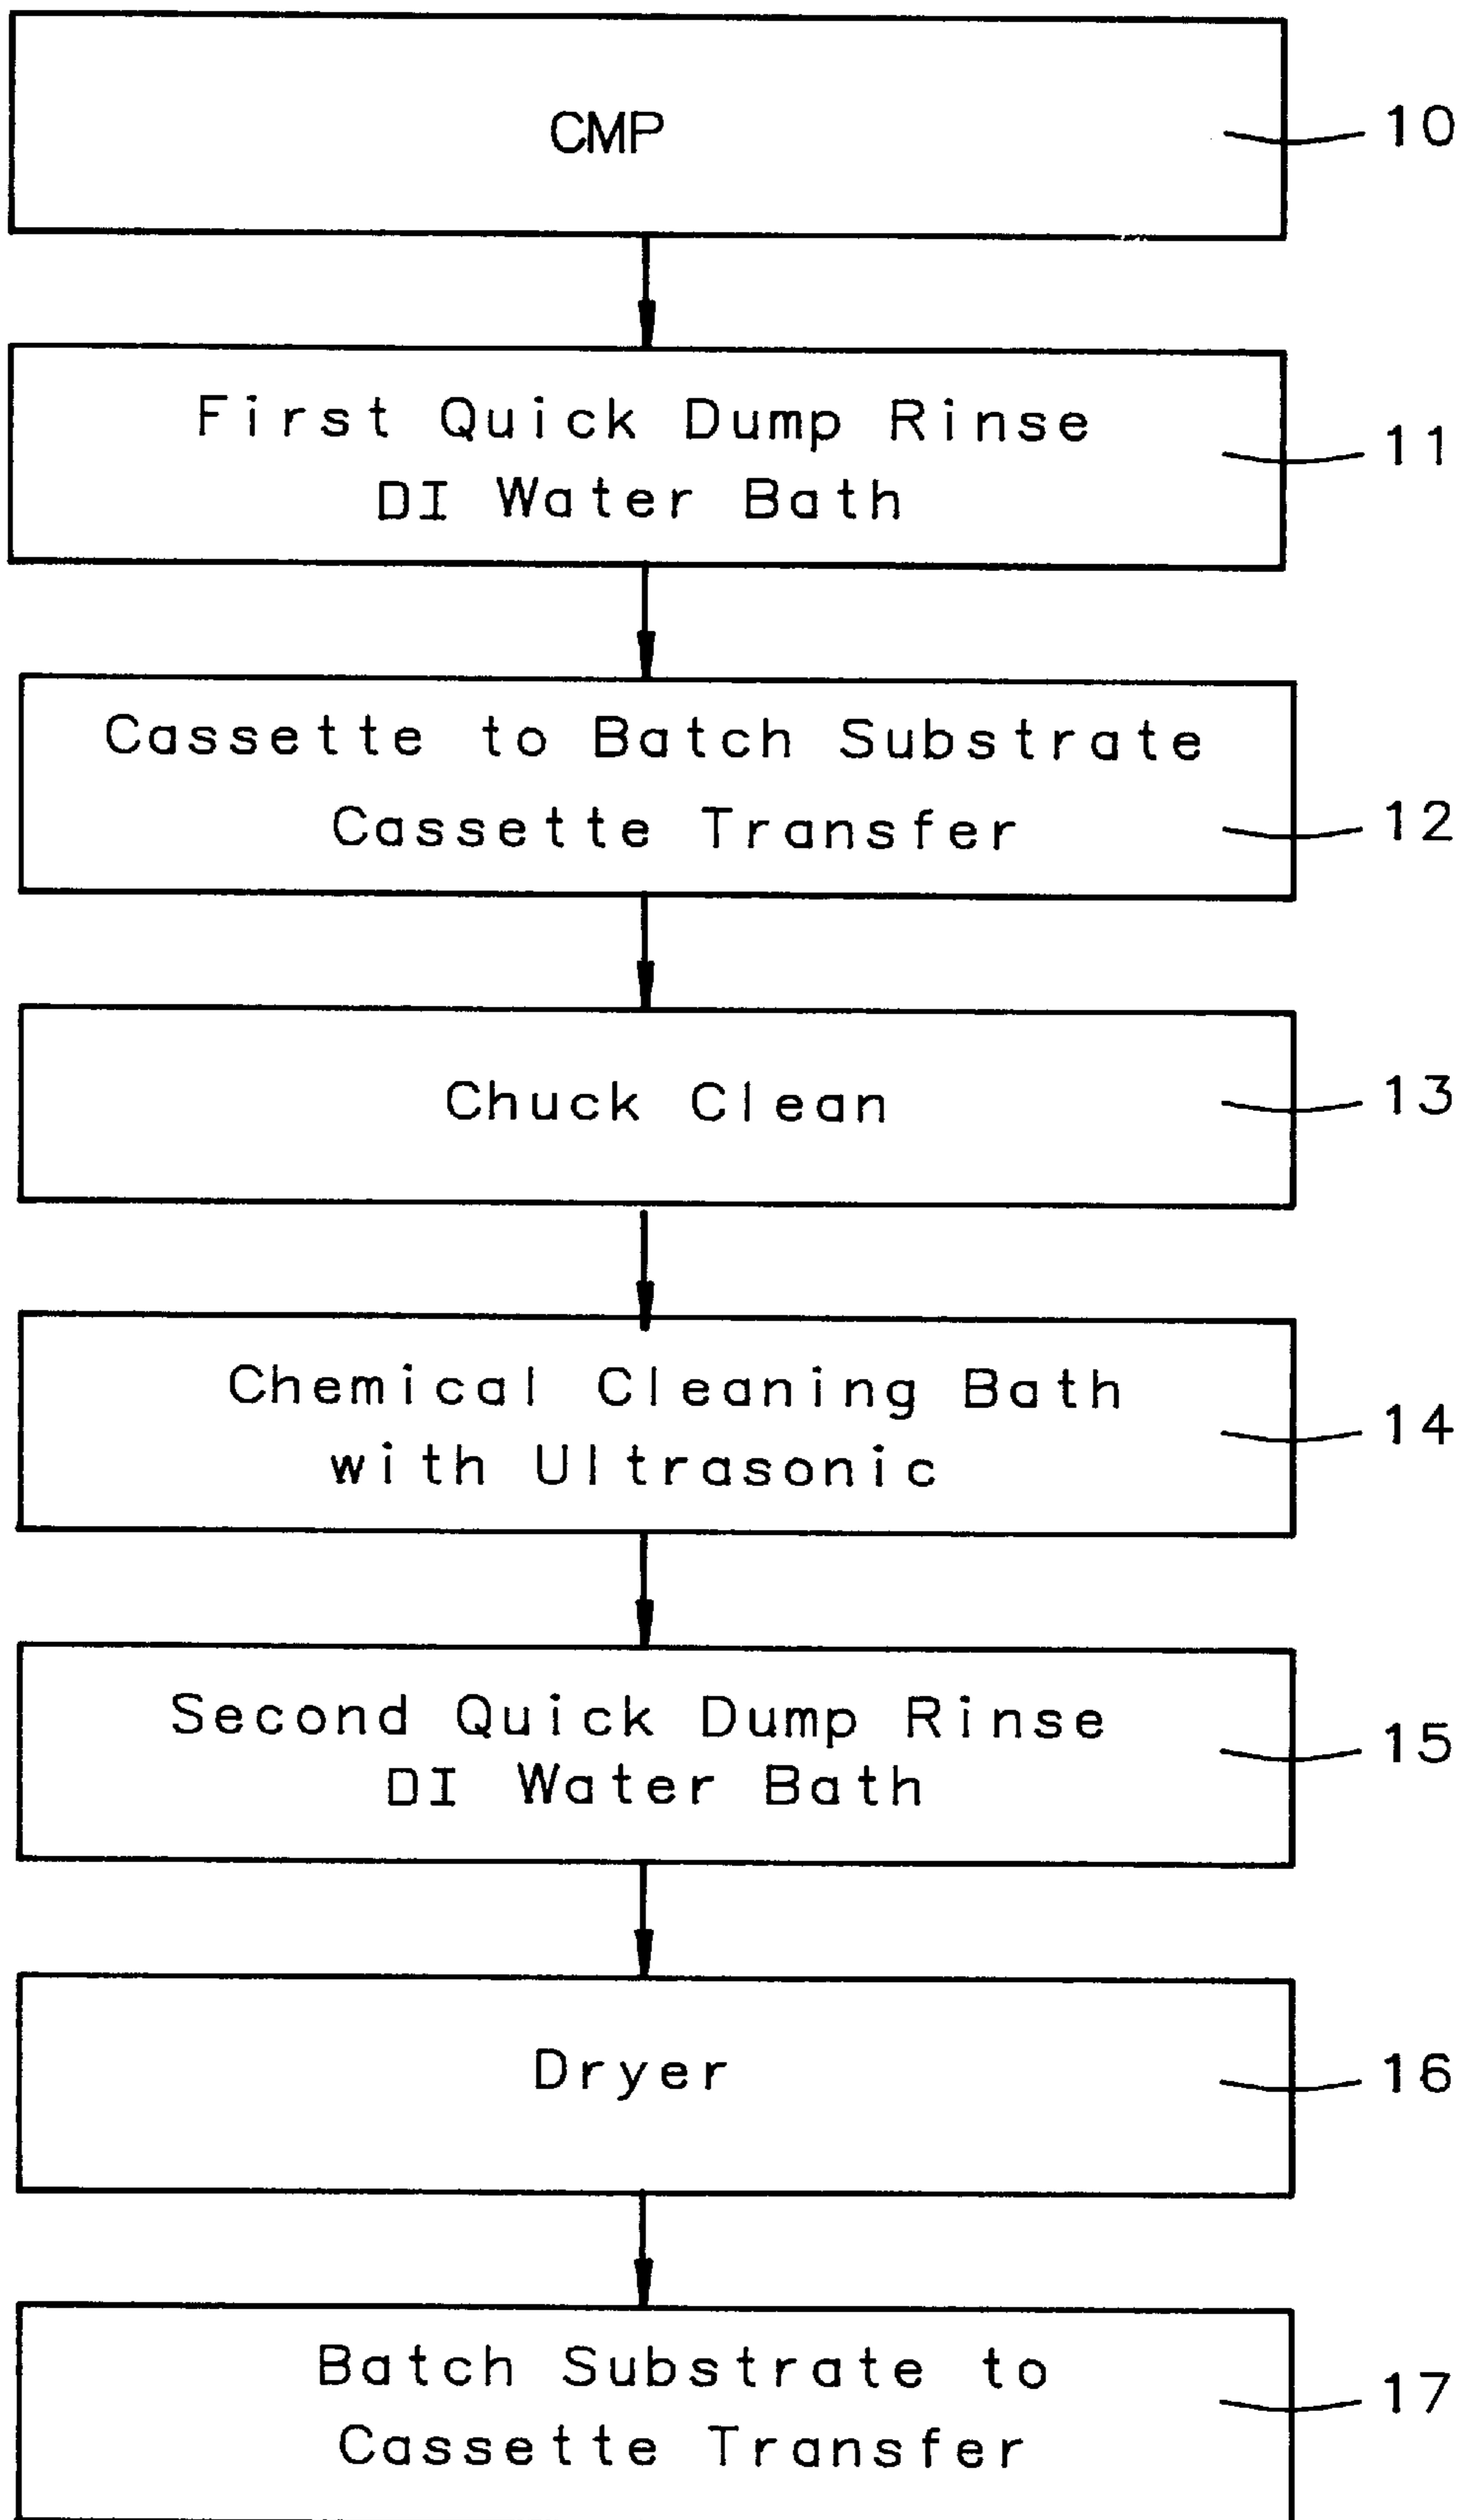 CMP
10
First Quick Dump Rinse
DI Water Bath
11
Cassette to Batch Substrate
Cassette Transfer
12
Chuck Clean
13
Chemical Cleaning Bath
with Ultrasonic
14
Second Quick Dump Rinse
DI Water Bath
15
Dryer
16
Batch Substrate to
Cassette Transfer
17